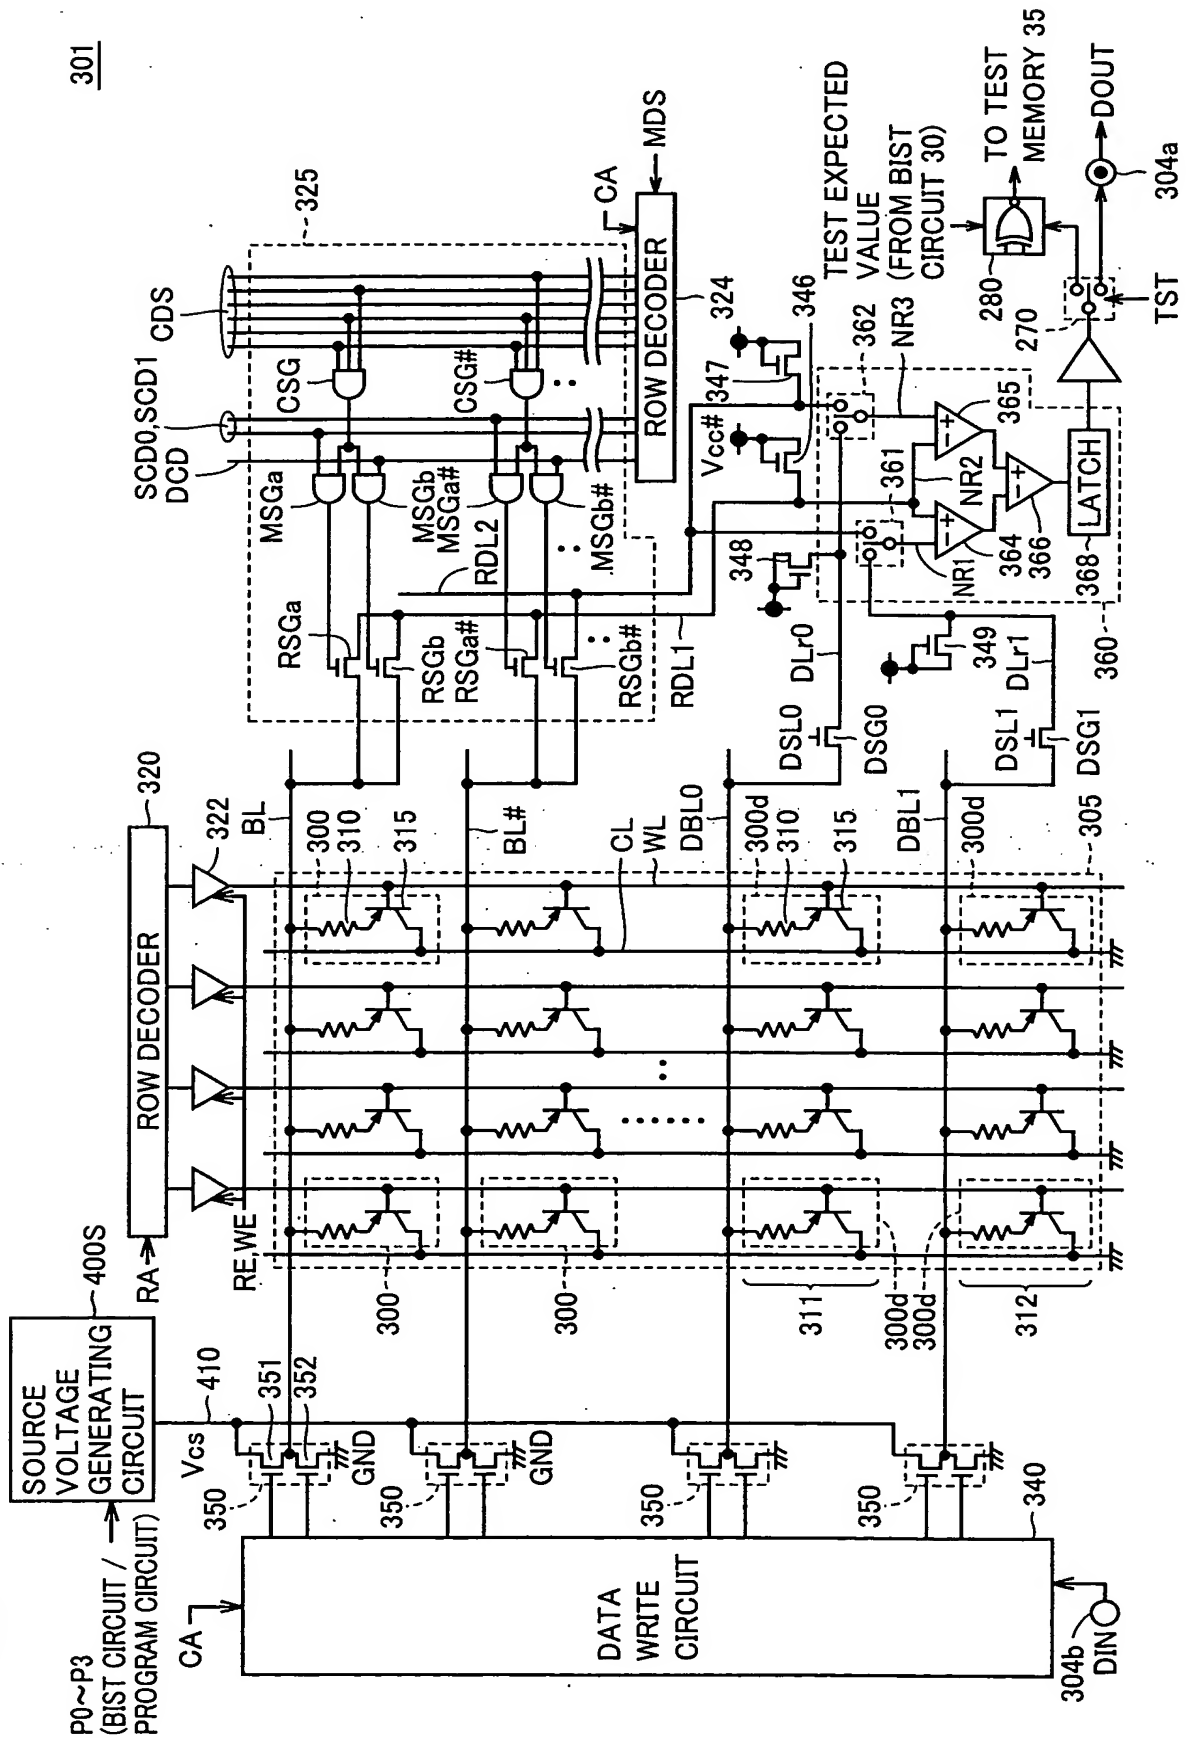 301
P0~P3
(BIST CIRCUIT /
PROGRAM CIRCUIT)
SOURCE
VOLTAGE
GENERATING
CIRCUIT
400S
Vcs
410
RA
ROW DECODER
320
322
RE,WE
CA
DATA
WRITE
CIRCUIT
340
304b
DIN
350
351
352
GND
350
GND
350
350
300
300
311
300d
300d
312
BL
300
310
315
BL#
CL
WL
DBL0
300d
310
315
DBL1
300d
305
SCD0,SCD1
DCD
CDS
325
MSGa
CSG
MSGb
MSGa#
CSG#
MSGb#
RSGa
RSGb
RSGa#
RSGb#
RDL2
RDL1
ROW DECODER
CA
MDS
324
DSL0
DSG0
DLr0
DSL1
DSG1
DLr1
348
349
Vcc#
347
346
362
361
NR3
NR2
NR1
365
364
366
LATCH
368
360
TEST EXPECTED
VALUE
(FROM BIST
CIRCUIT 30)
280
270
TST
TO TEST
MEMORY 35
DOUT
304a